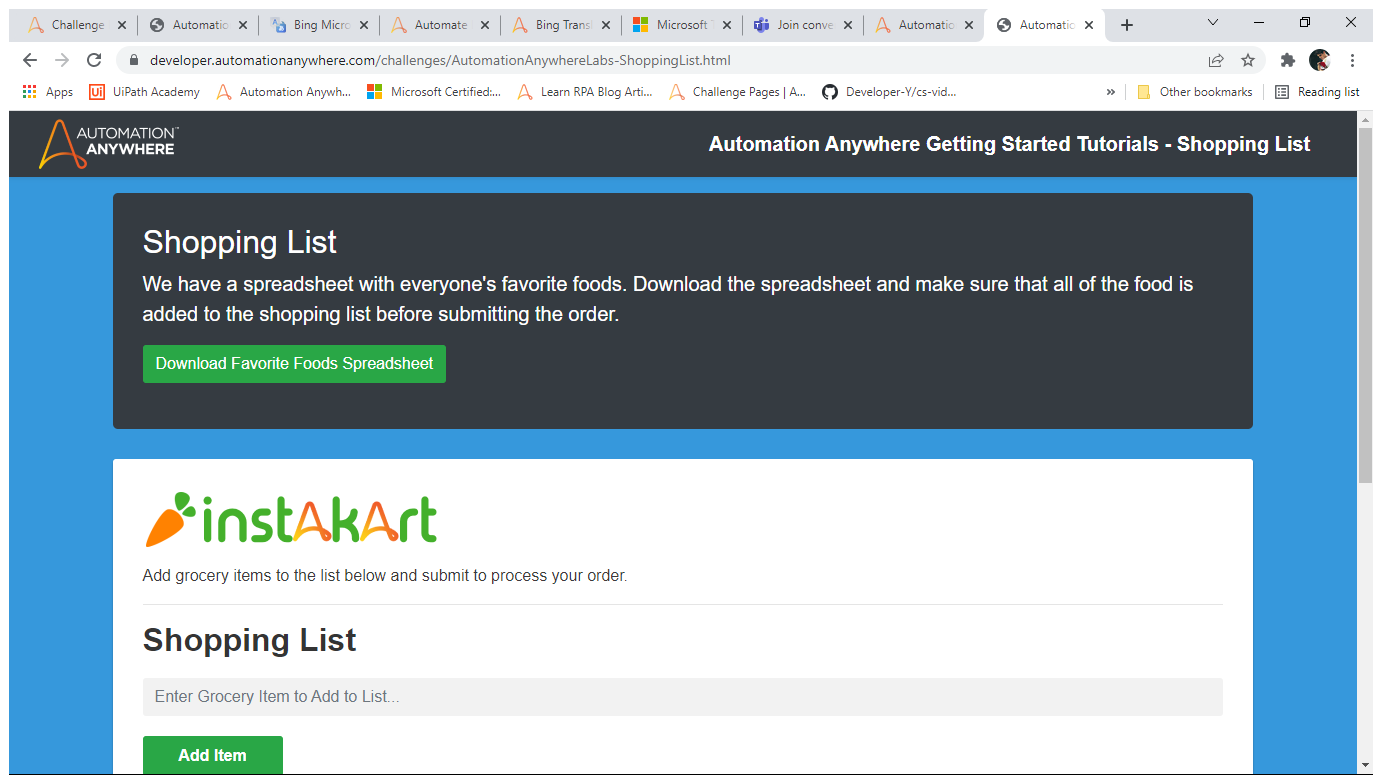 Challenge
Automatio
Bing Micro
Automate
Bing Trans
Microsoft
Join conve
Automatio
Automatio
developer.automationanywhere.com/challenges/AutomationAnywhereLabs-ShoppingList.html
Apps
UiPath Academy
Automation Anywh...
Microsoft Certified:...
Learn RPA Blog Arti...
Challenge Pages | A...
Developer-Y/cs-vid...
»
Other bookmarks
Reading list
AUTOMATION™
ANYWHERE
Automation Anywhere Getting Started Tutorials - Shopping List
Shopping List
We have a spreadsheet with everyone's favorite foods. Download the spreadsheet and make sure that all of the food is
added to the shopping list before submitting the order.
Download Favorite Foods Spreadsheet
instAkArt
Add grocery items to the list below and submit to process your order.
Shopping List
Enter Grocery Item to Add to List...
Add Item